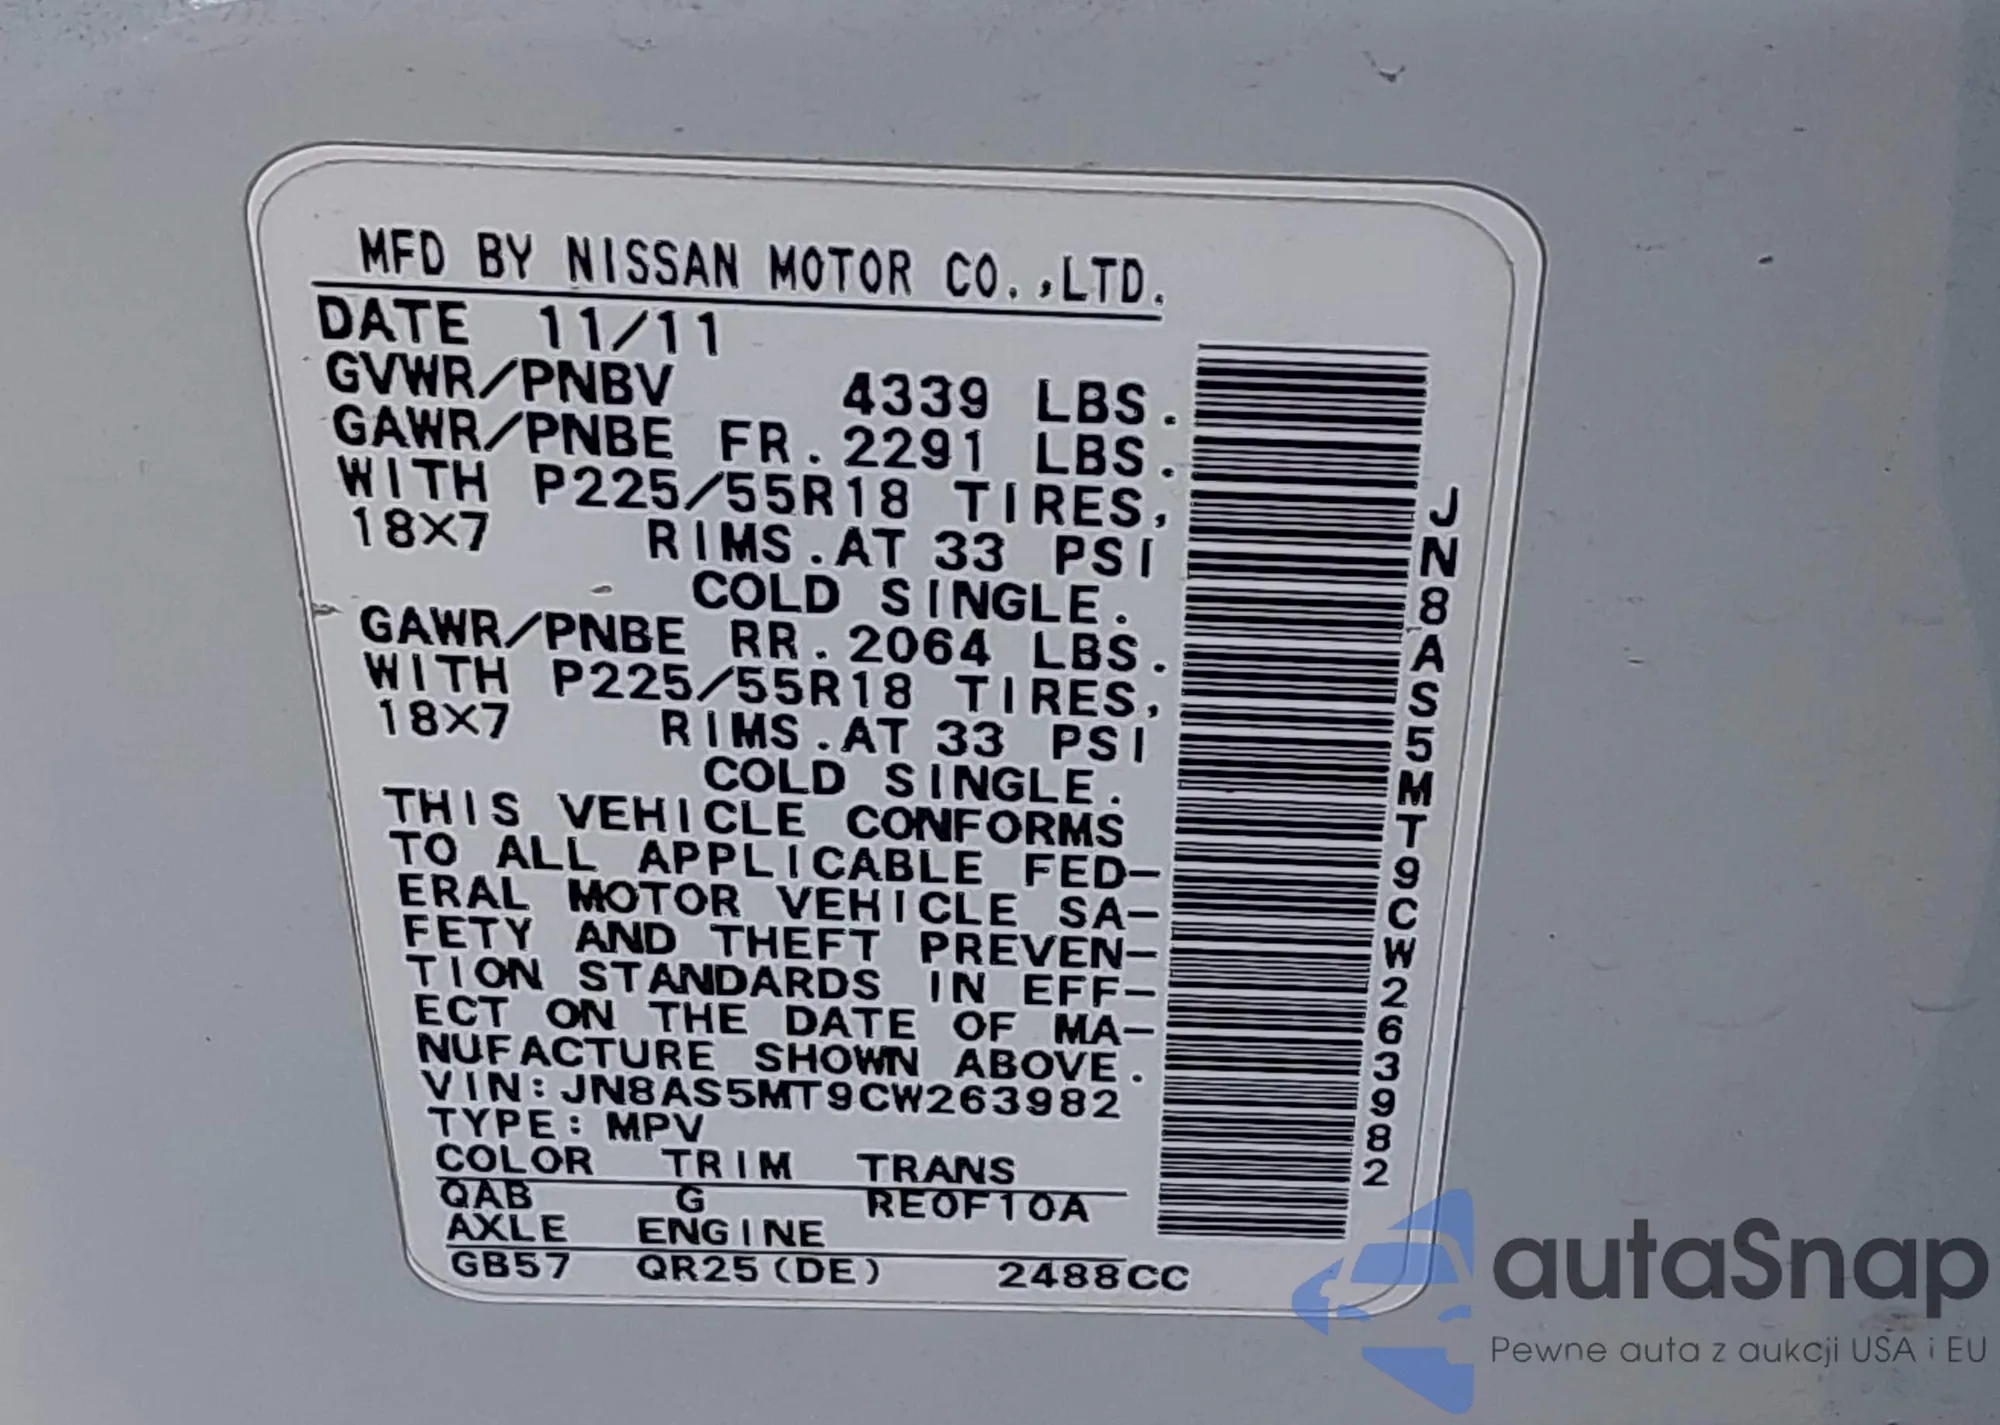 MFD BY NISSAN MOTOR CO.,LTD.
DATE 11/11
GVWR/PNBV 4339 LBS.
GAWR/PNBE FR.2291 LBS.
WITH P225/55R18 TIRES,
18×7 RIMS.AT 33 PSI
COLD SINGLE.
GAWR/PNBE RR.2064 LBS.
WITH P225/55R18 TIRES,
18×7 RIMS.AT 33 PSI
COLD SINGLE.
THIS VEHICLE CONFORMS
TO ALL APPLICABLE FED-
ERAL MOTOR VEHICLE SA-
FETY AND THEFT PREVEN-
TION STANDARDS IN EFF-
ECT ON THE DATE OF MA-
NUFACTURE SHOWN ABOVE.
VIN:JN8AS5MT9CW263982
TYPE:MPV
COLOR TRIM TRANS
QAB G RE0F10A
AXLE ENGINE
GB57 QR25(DE) 2488CC
JN8AS5MT9CW263982
autaSnap
Pewne auta z aukcji USA i EU